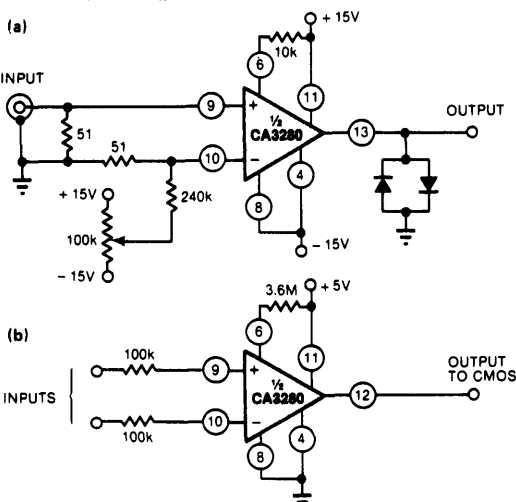 (a)
+ 15V
10k
6
INPUT
11
9
+
½
CA3280
13
OUTPUT
51
51
10
−
4
8
240k
+ 15V
100k
− 15V
− 15V
(b)
3.6M
+ 5V
6
100k
9
+
11
INPUTS
½
CA3280
12
OUTPUT
TO CMOS
10
−
100k
4
8